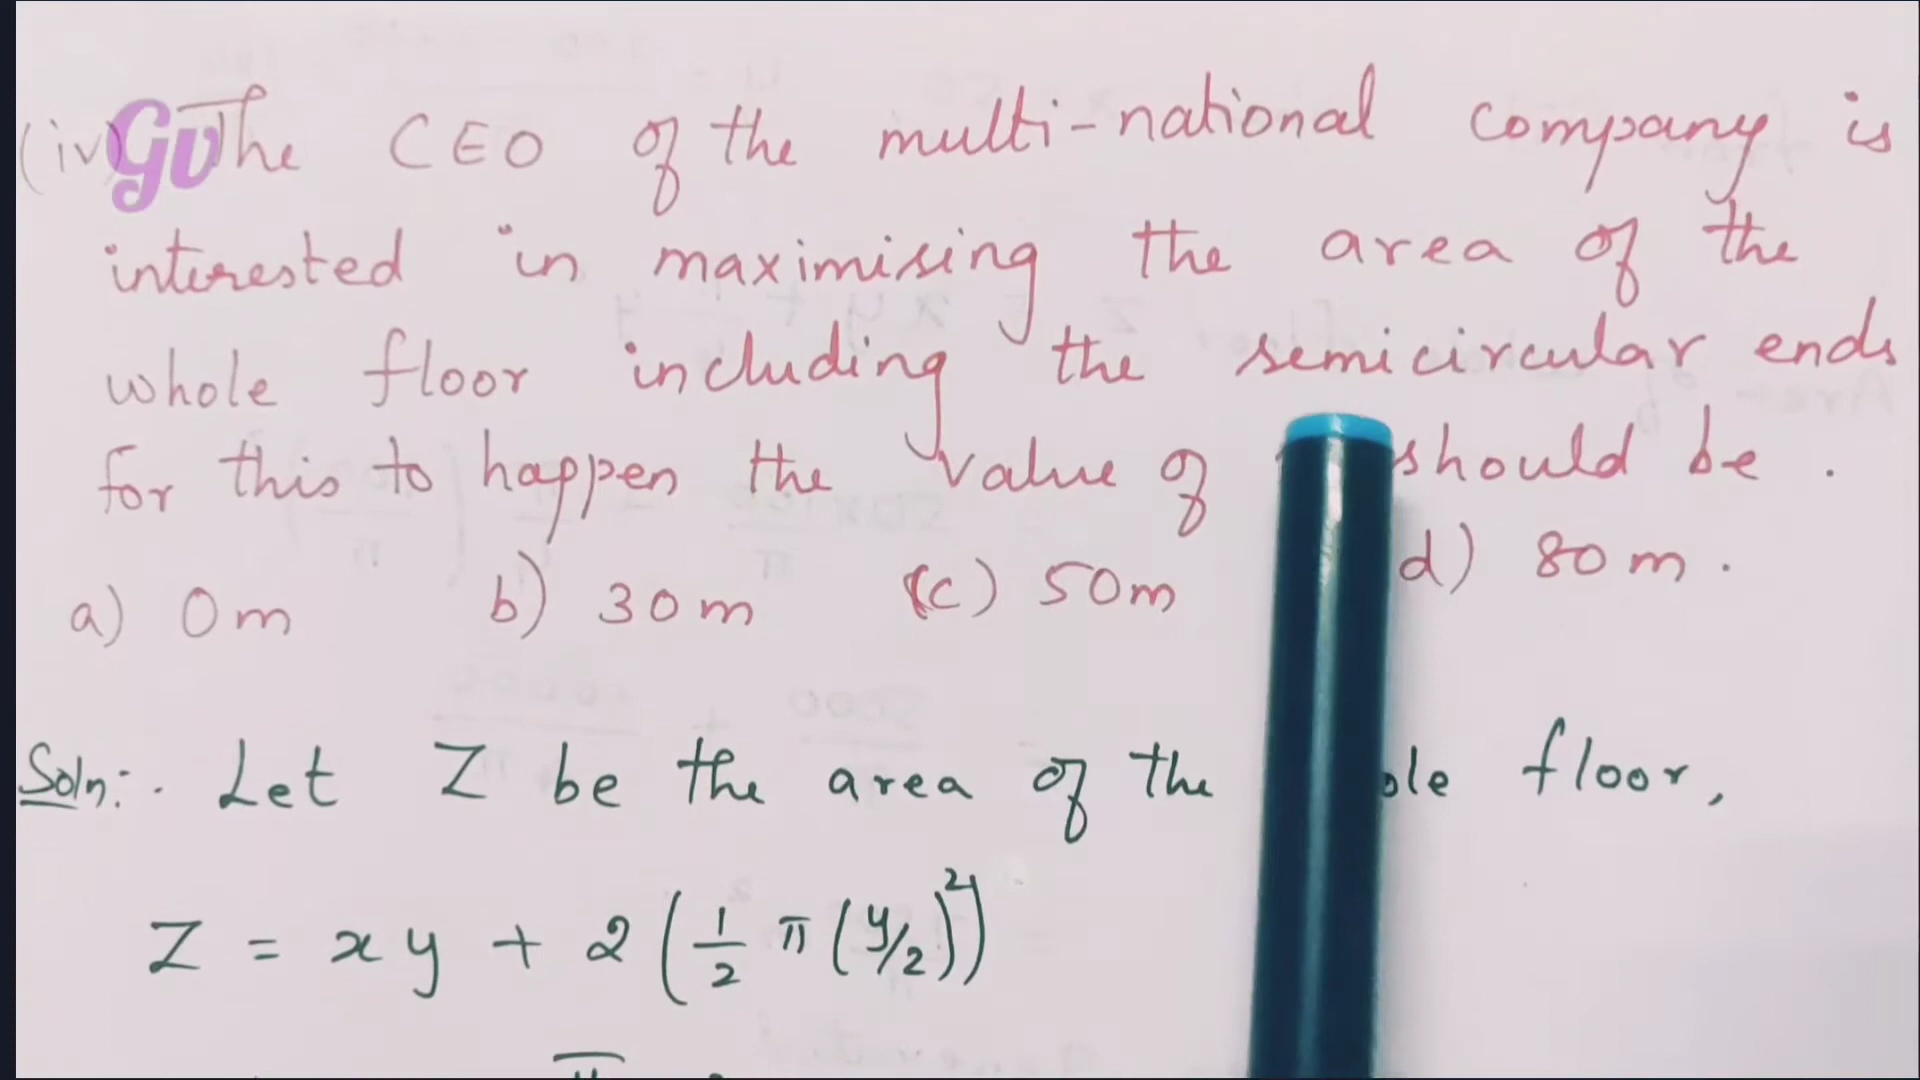 (iv) Gv The CEO of the multi-national company is
interested in maximising the area of the
whole floor including the semicircular ends
for this to happen the value of should be .
a) 0m b) 30m (c) 50m d) 80m .
Soln: . Let Z be the area of the floor,
Z = xy + 2 (1/2 π (y/2)²)